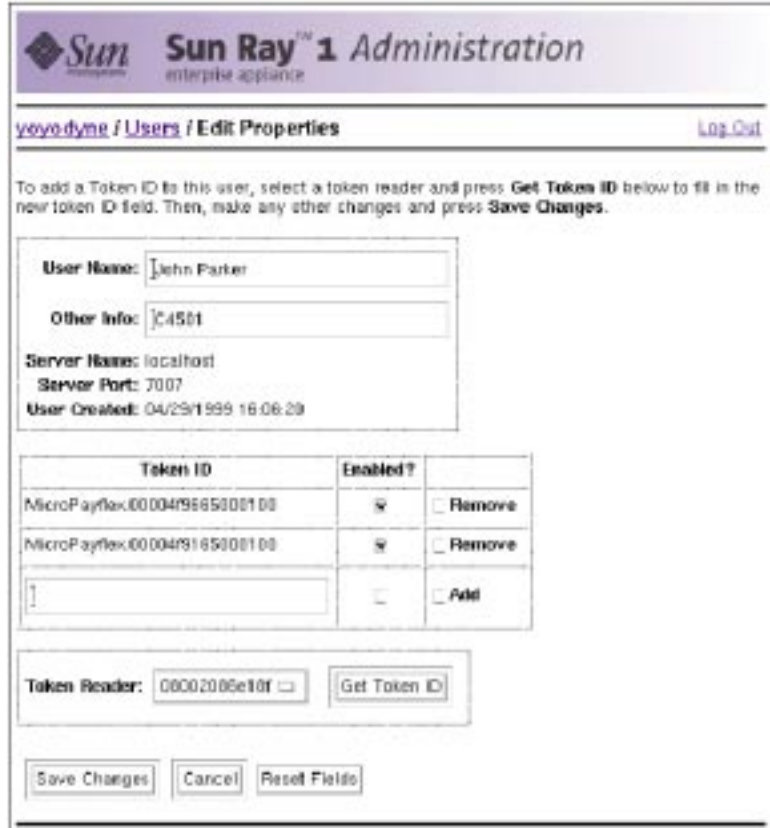 Sun Sun Ray™ 1 Administration
microsystems enterprise appliance
yoyodyne / Users / Edit Properties Log Out
To add a Token ID to this user, select a token reader and press Get Token ID below to fill in the
new token ID field. Then, make any other changes and press Save Changes.
User Name: John Parker
Other Info: C4501
Server Name: localhost
Server Port: 7007
User Created: 04/29/1999 16:06:20
Token ID Enabled?
MicroPayflex.00004f9665000100 Remove
MicroPayflex.00004f9165000100 Remove
Add
Token Reader: 08002086e18f Get Token ID
Save Changes Cancel Reset Fields